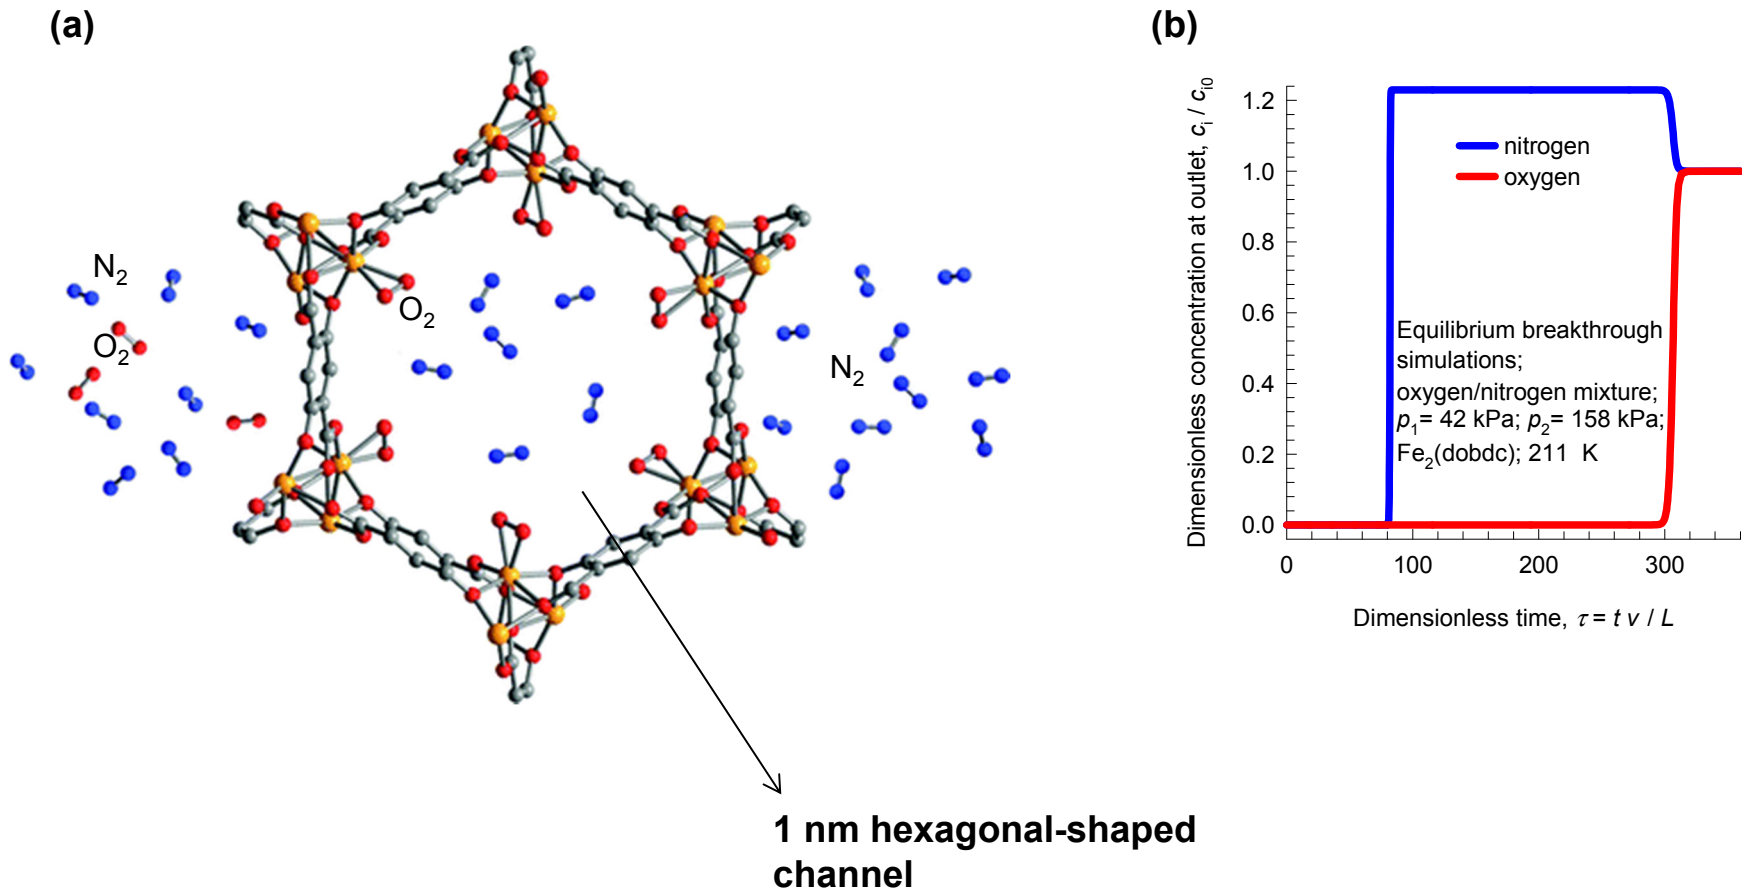 (a)
N2
O2
O2
N2
1 nm hexagonal-shaped
channel
(b)
Dimensionless concentration at outlet, ci / ci0
1.2
1.0
0.8
0.6
0.4
0.2
0.0
nitrogen
oxygen
Equilibrium breakthrough
simulations;
oxygen/nitrogen mixture;
p1= 42 kPa; p2= 158 kPa;
Fe2(dobdc); 211 K
0 100 200 300
Dimensionless time, τ = t v / L